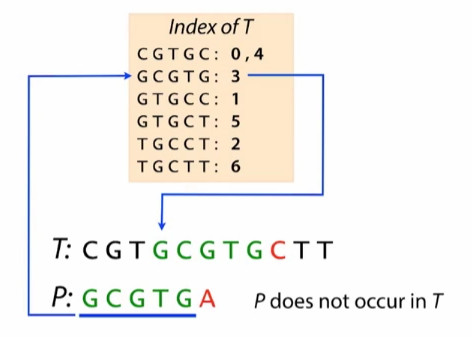 Index of T
CGTGC: 0,4
GCGTG: 3
GTGCC: 1
GTGCT: 5
TGCCT: 2
TGCTT: 6
T: CGTGCGTGCTT
P: GCGTGA P does not occur in T